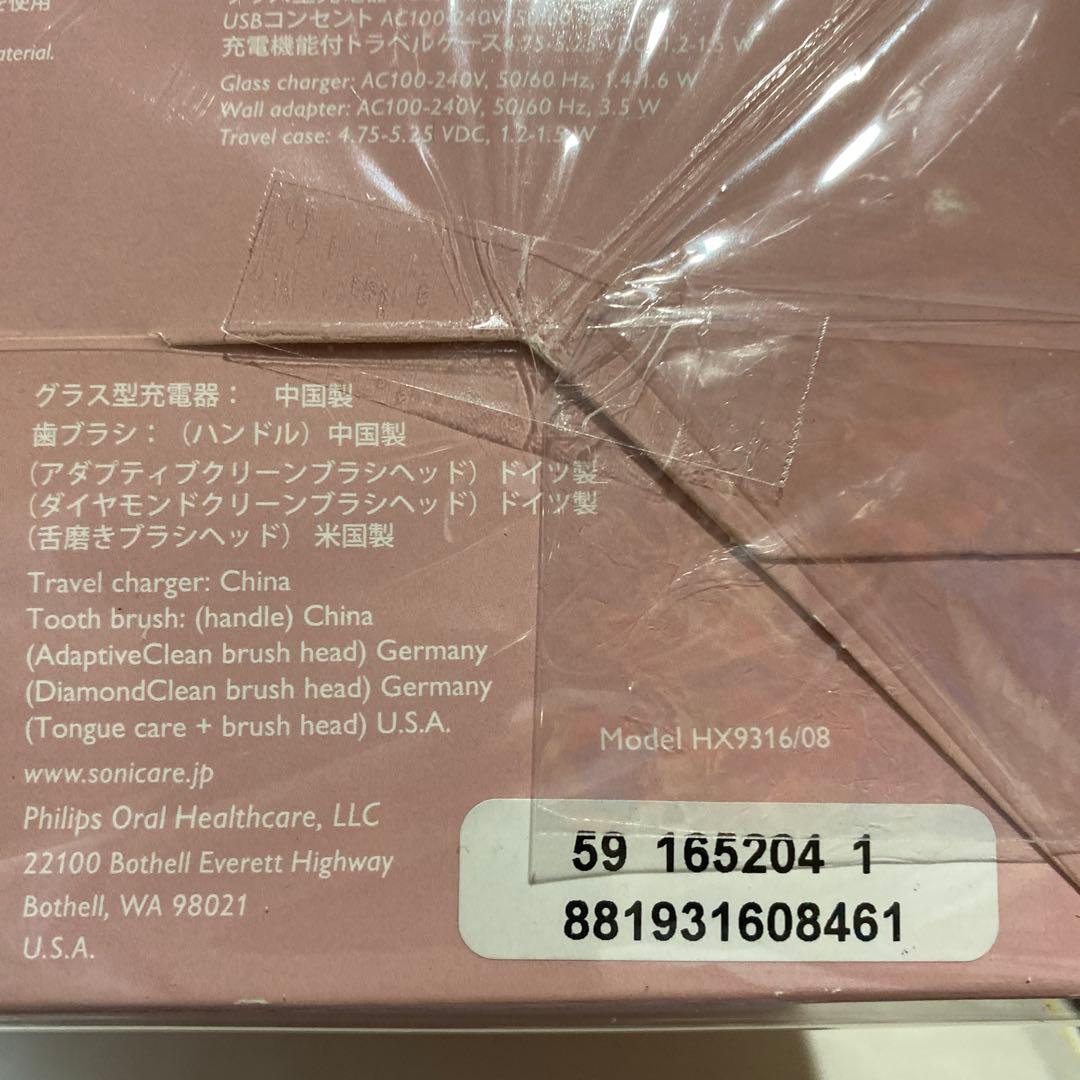 を使用
aterial.
USBコンセント AC100-240V, 50/60
充電機能付トラベルケース4.75-5.25 VDC, 1.2-1.5 W
Glass charger: AC100-240V, 50/60 Hz, 1.4-1.6 W
Wall adapter: AC100-240V, 50/60 Hz, 3.5 W
Travel case: 4.75-5.25 VDC, 1.2-1.5 W
グラス型充電器： 中国製
歯ブラシ：（ハンドル）中国製
（アダプティブクリーンブラシヘッド）ドイツ製
（ダイヤモンドクリーンブラシヘッド）ドイツ製
（舌磨きブラシヘッド） 米国製
Travel charger: China
Tooth brush: (handle) China
(AdaptiveClean brush head) Germany
(DiamondClean brush head) Germany
(Tongue care + brush head) U.S.A.
www.sonicare.jp
Philips Oral Healthcare, LLC
22100 Bothell Everett Highway
Bothell, WA 98021
U.S.A.
Model HX9316/08
59 165204 1
881931608461